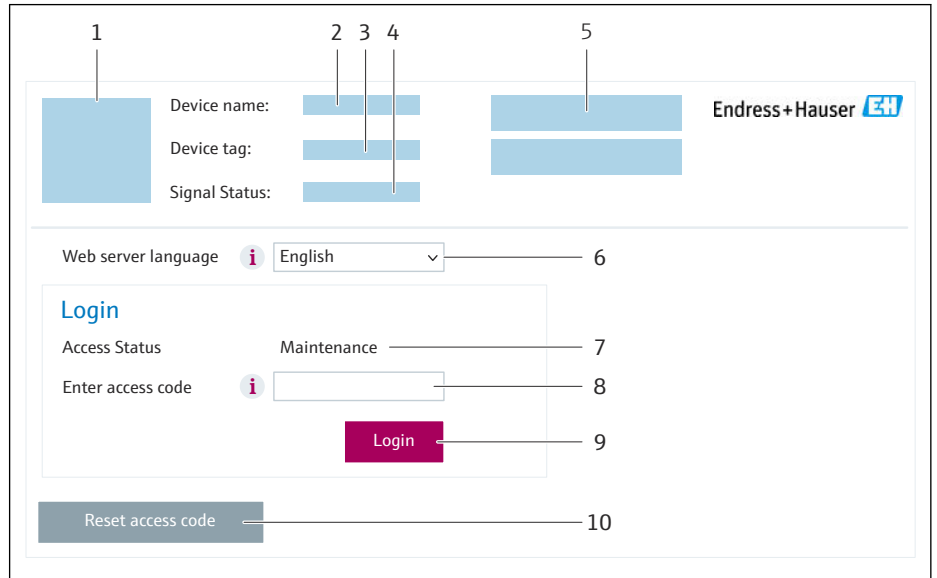 1 2 3 4 5
Device name:
Endress+Hauser EH
Device tag:
Signal Status:
Web server language i English 6
Login
Access Status Maintenance 7
Enter access code i 8
Login 9
Reset access code 10